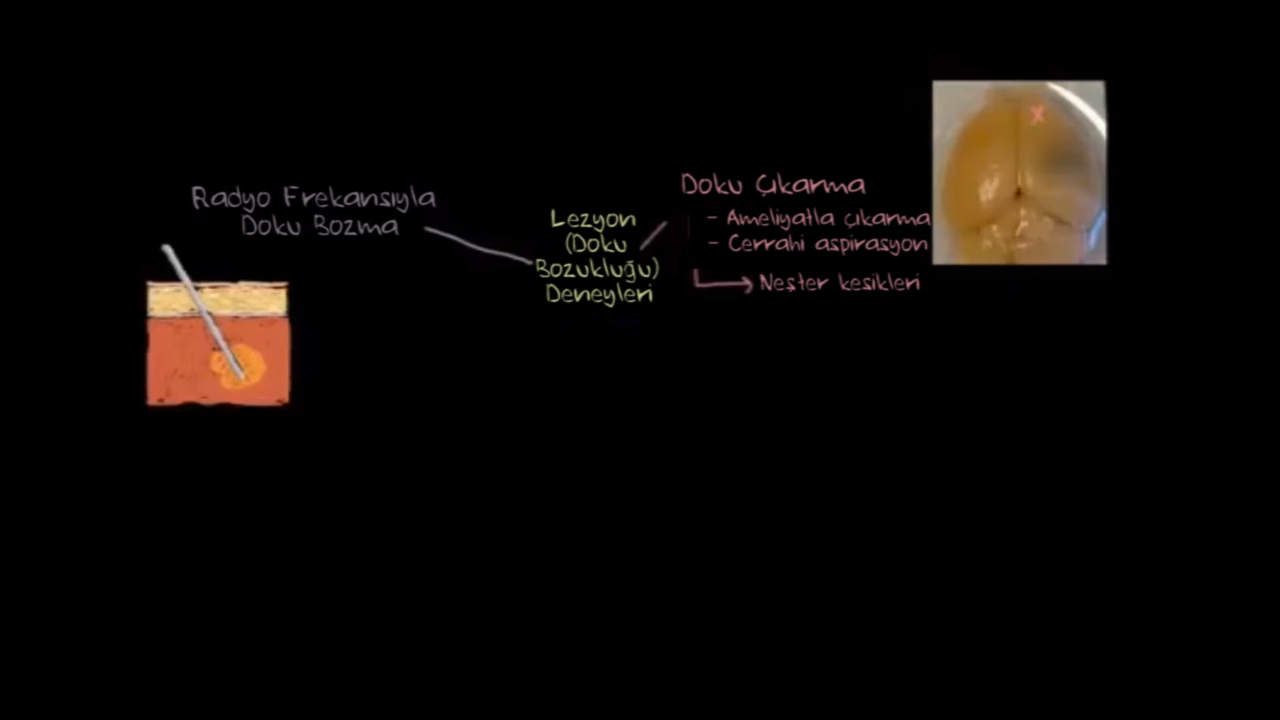 Radyo Frekansıyla
Doku Bozma
Lezyon
(Doku
Bozukluğu)
Deneyleri
Doku Çıkarma
- Ameliyatla çıkarma
- Cerrahi aspirasyon
Neşter kesikleri
x